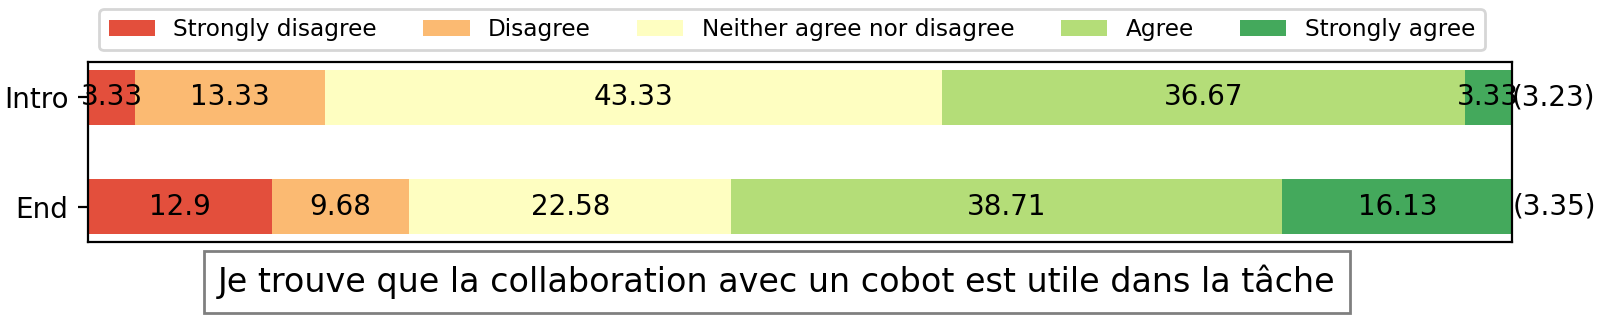 Strongly disagree Disagree Neither agree nor disagree Agree Strongly agree
Intro 3.33 13.33 43.33 36.67 3.33 (3.23)
End 12.9 9.68 22.58 38.71 16.13 (3.35)
Je trouve que la collaboration avec un cobot est utile dans la tâche